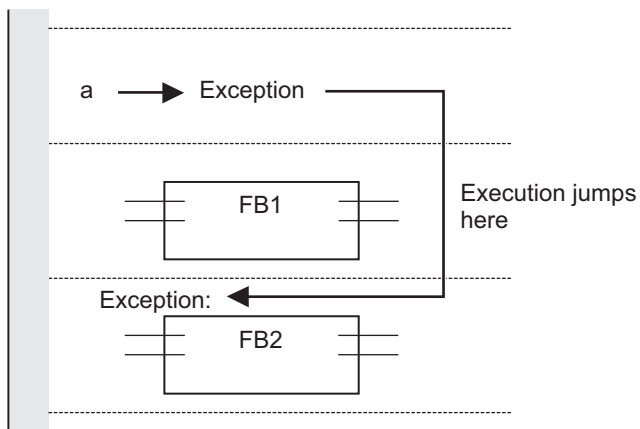 a Exception
FB1
Execution jumps
here
Exception:
FB2